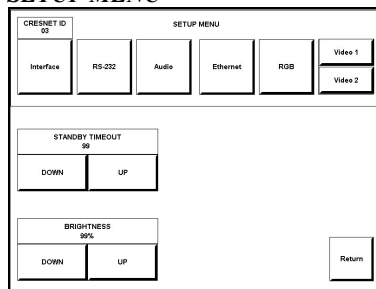 SETUP MENU
CRESNET ID
03
SETUP MENU
Interface
RS-232
Audio
Ethernet
RGB
Video 1
Video 2
STANDBY TIMEOUT
99
DOWN
UP
BRIGHTNESS
99%
DOWN
UP
Return